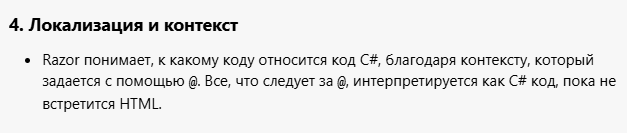 4. Локализация и контекст
• Razor понимает, к какому коду относится код C#, благодаря контексту, который
задается с помощью @. Все, что следует за @, интерпретируется как C# код, пока не
встретится HTML.